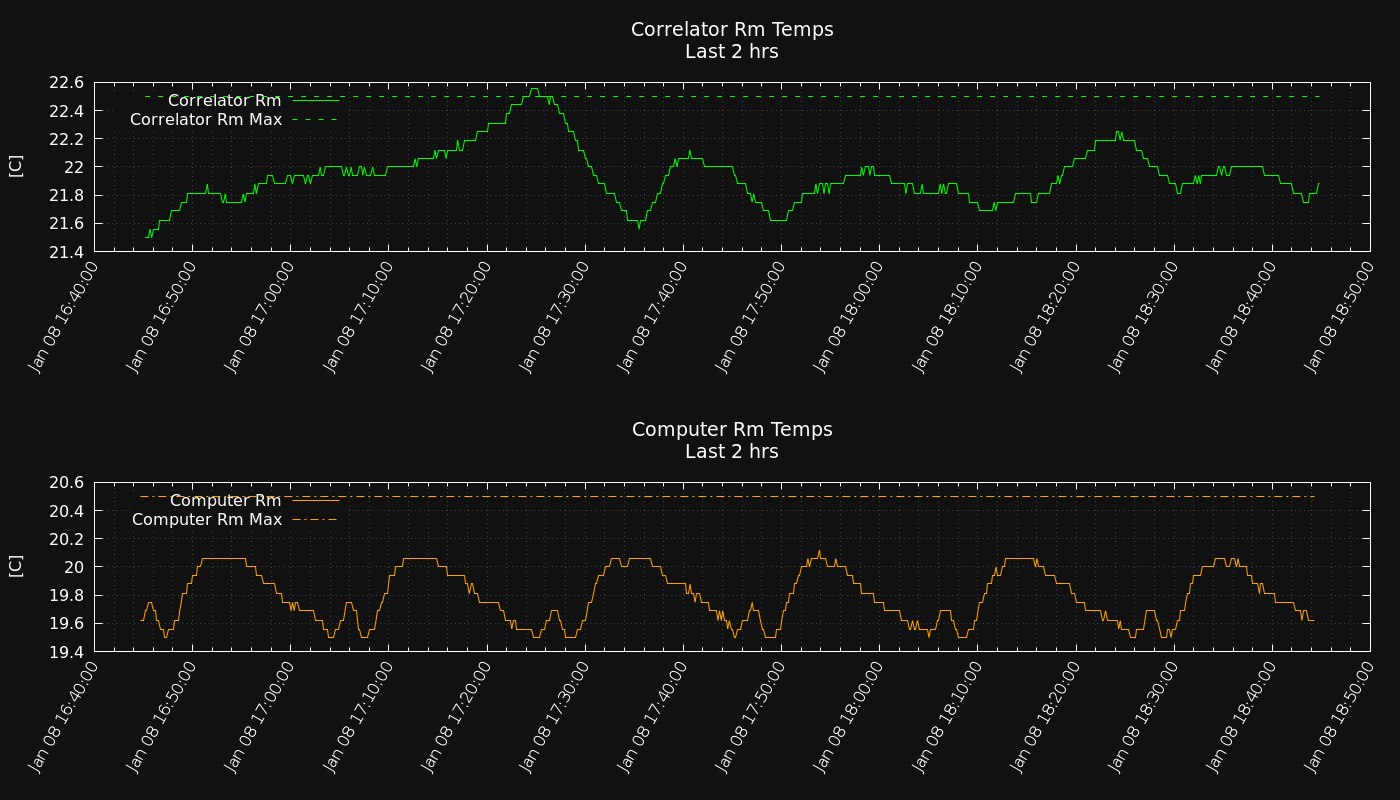 Correlator Rm Temps
Last 2 hrs
22.6
22.4
22.2
22
21.8
21.6
21.4
[C]
Correlator Rm
Correlator Rm Max
Jan 08 16:40:00
Jan 08 16:50:00
Jan 08 17:00:00
Jan 08 17:10:00
Jan 08 17:20:00
Jan 08 17:30:00
Jan 08 17:40:00
Jan 08 17:50:00
Jan 08 18:00:00
Jan 08 18:10:00
Jan 08 18:20:00
Jan 08 18:30:00
Jan 08 18:40:00
Jan 08 18:50:00
Computer Rm Temps
Last 2 hrs
20.6
20.4
20.2
20
19.8
19.6
19.4
[C]
Computer Rm
Computer Rm Max
Jan 08 16:40:00
Jan 08 16:50:00
Jan 08 17:00:00
Jan 08 17:10:00
Jan 08 17:20:00
Jan 08 17:30:00
Jan 08 17:40:00
Jan 08 17:50:00
Jan 08 18:00:00
Jan 08 18:10:00
Jan 08 18:20:00
Jan 08 18:30:00
Jan 08 18:40:00
Jan 08 18:50:00